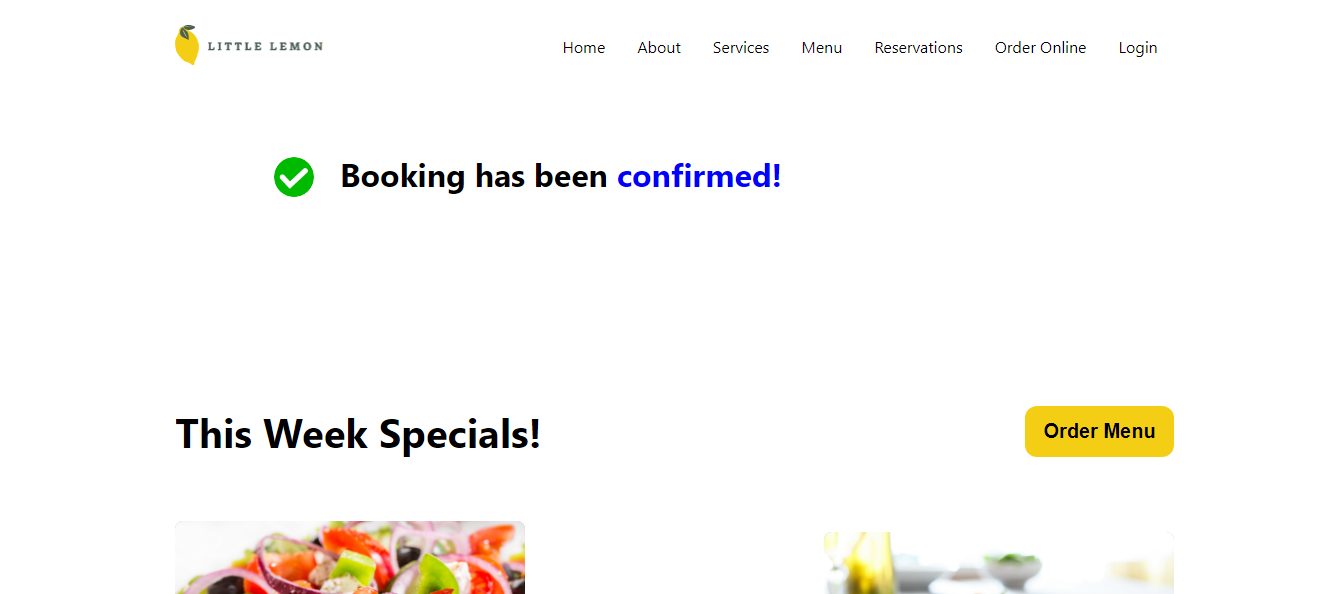 LITTLE LEMON
Home About Services Menu Reservations Order Online Login
Booking has been confirmed!
This Week Specials!
Order Menu